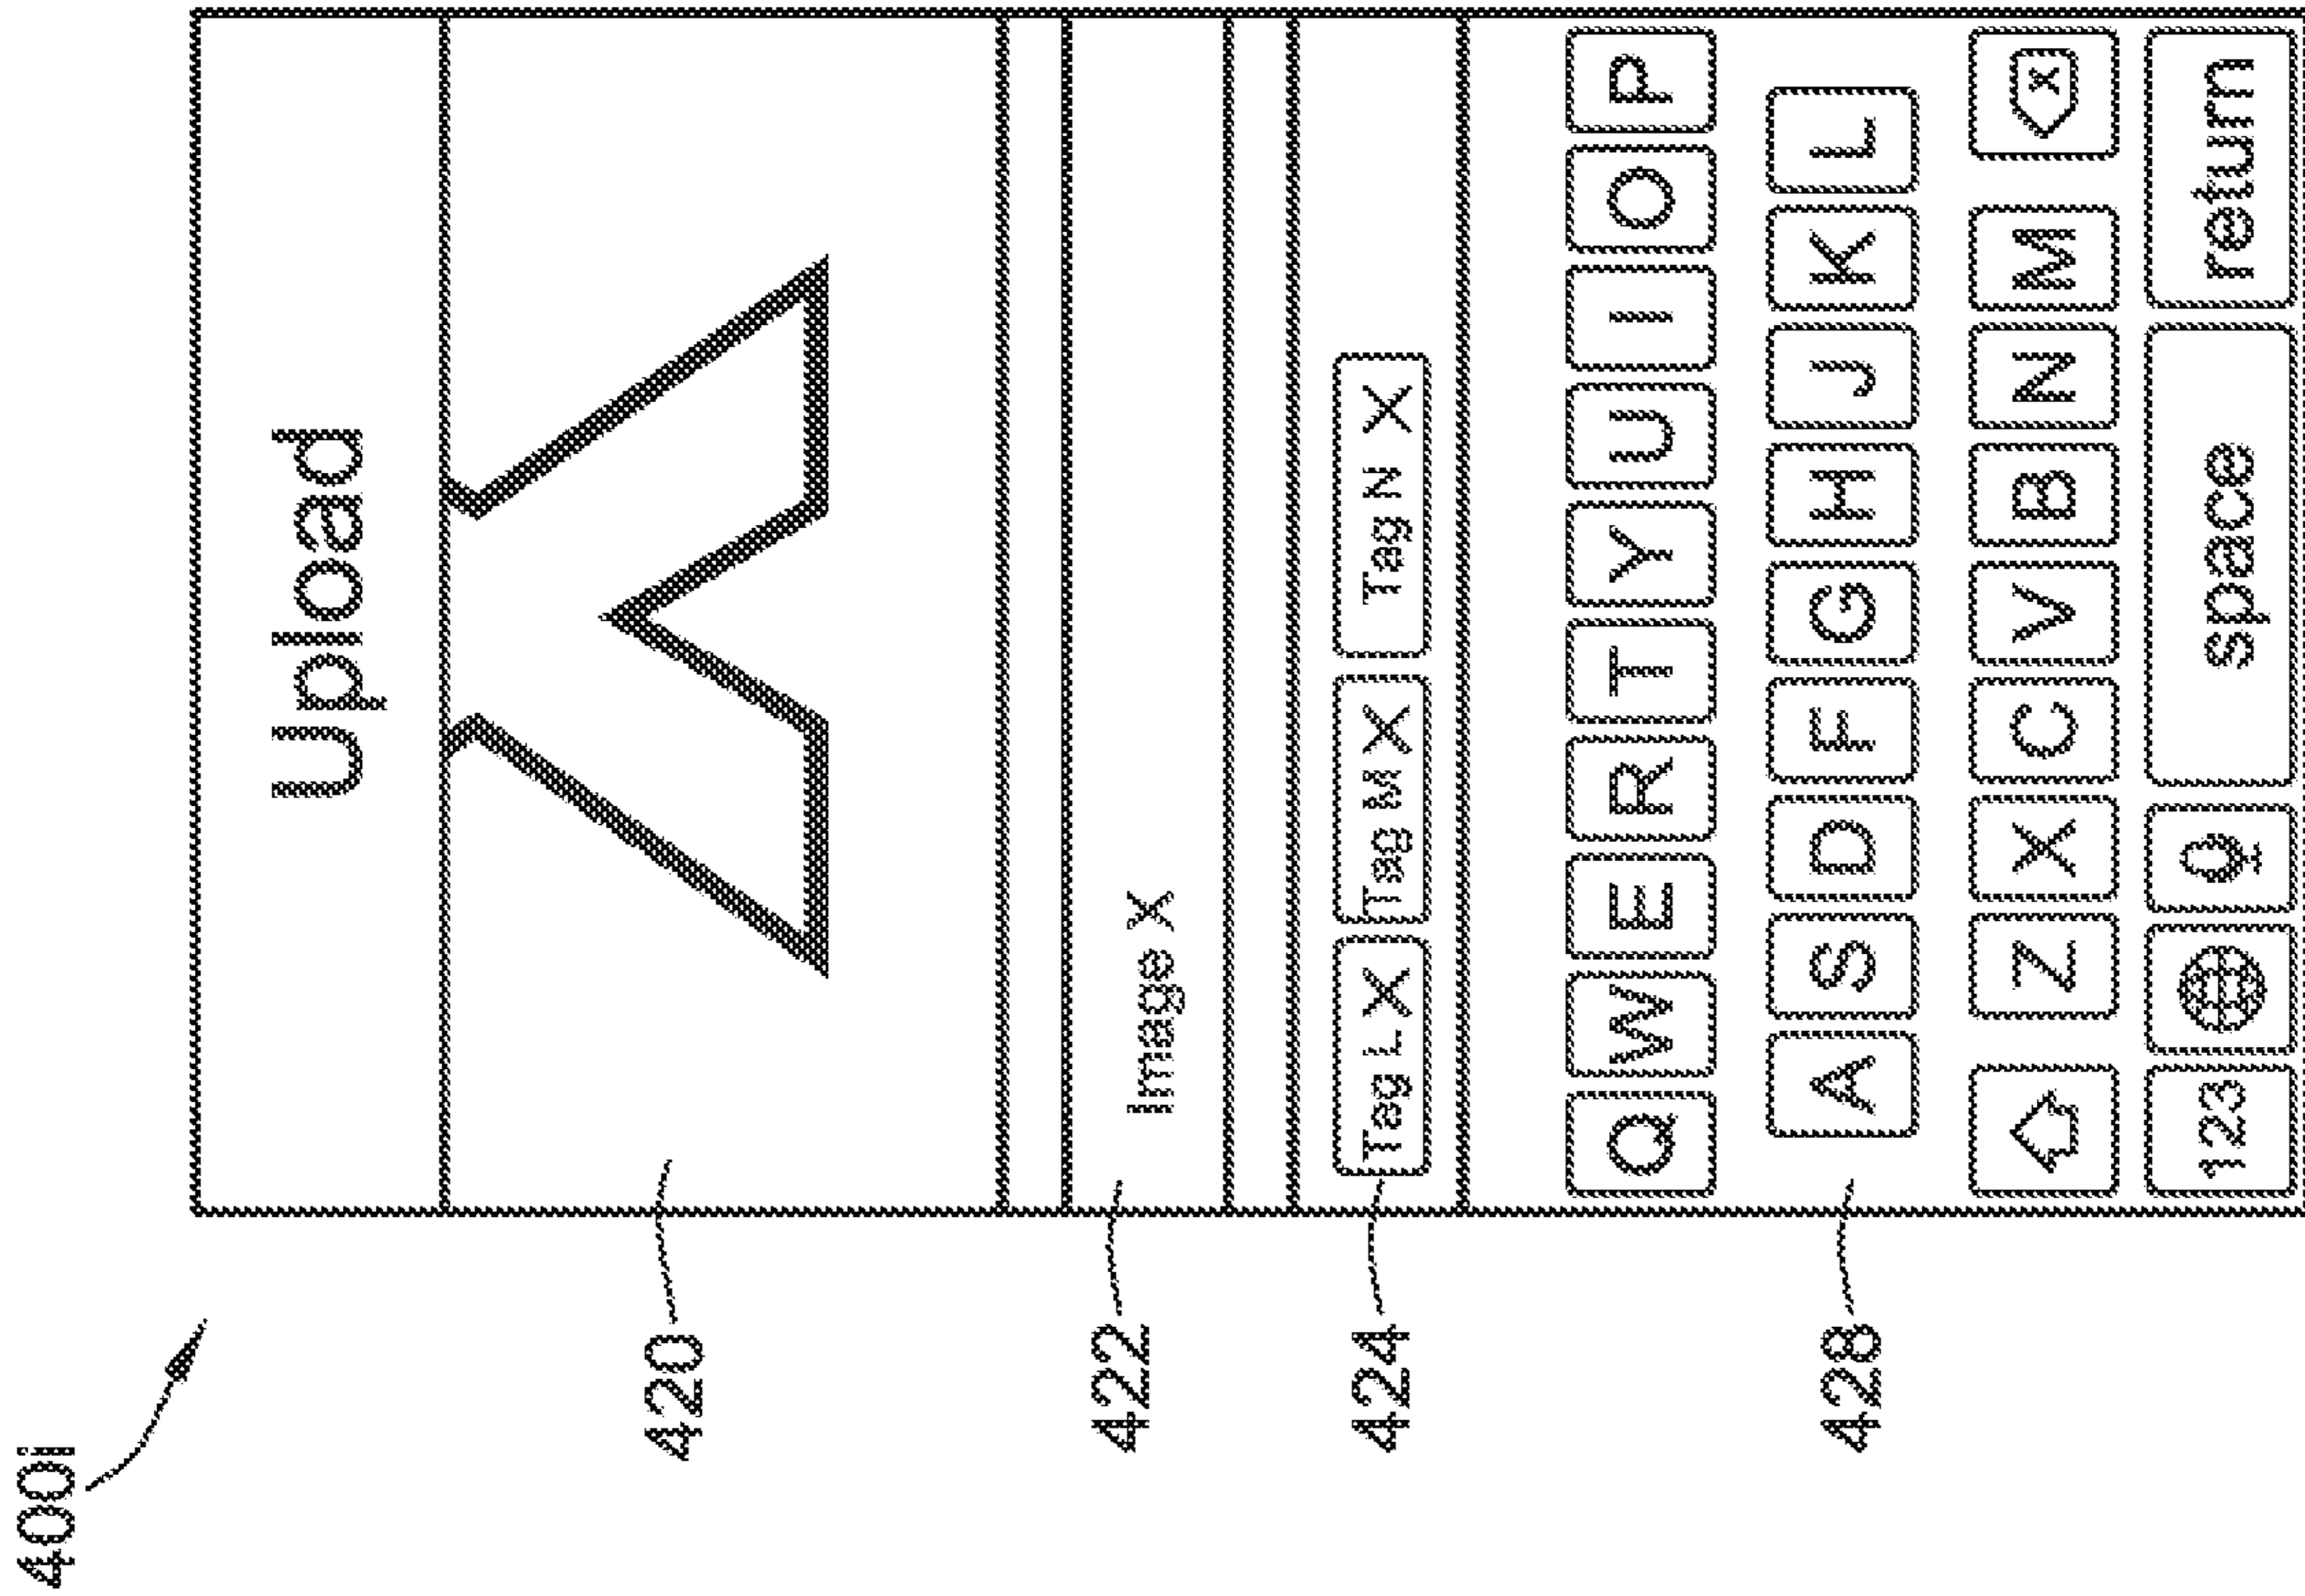 400i
Upload
420
422
Image X
424
Tag L X Tag M X Tag N X
Q W E R T Y U I O P
428
A S D F G H J K L
Z X C V B N M X
123 space return